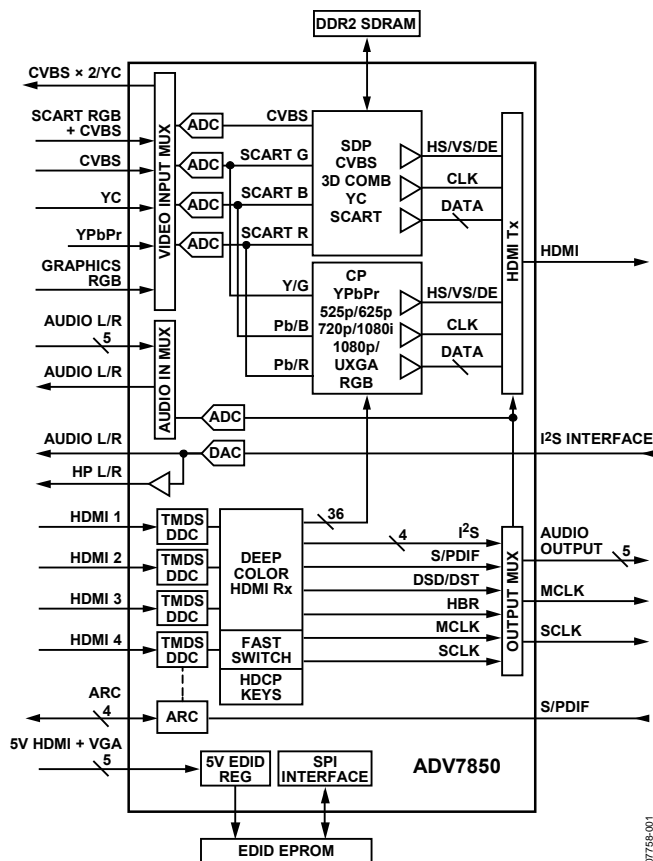 DDR2 SDRAM
CVBS × 2/YC
SCART RGB
+ CVBS
CVBS
YC
YPbPr
GRAPHICS
RGB
VIDEO INPUT MUX
ADC
ADC
ADC
ADC
CVBS
SCART G
SCART B
SCART R
SDP
CVBS
3D COMB
YC
SCART
HS/VS/DE
CLK
DATA
HDMI Tx
HDMI
Y/G
Pb/B
Pb/R
CP
YPbPr
525p/625p
720p/1080i
1080p/
UXGA
RGB
HS/VS/DE
CLK
DATA
AUDIO L/R
5
AUDIO L/R
AUDIO IN MUX
ADC
AUDIO L/R
DAC
I2S INTERFACE
HP L/R
HDMI 1
HDMI 2
HDMI 3
HDMI 4
TMDS
DDC
TMDS
DDC
TMDS
DDC
TMDS
DDC
DEEP
COLOR
HDMI Rx
FAST
SWITCH
HDCP
KEYS
36
4
I2S
S/PDIF
DSD/DST
HBR
MCLK
SCLK
OUTPUT MUX
AUDIO
OUTPUT
5
MCLK
SCLK
ARC
4
ARC
S/PDIF
5V HDMI + VGA
5
5V EDID
REG
SPI
INTERFACE
ADV7850
EDID EPROM
07758-001